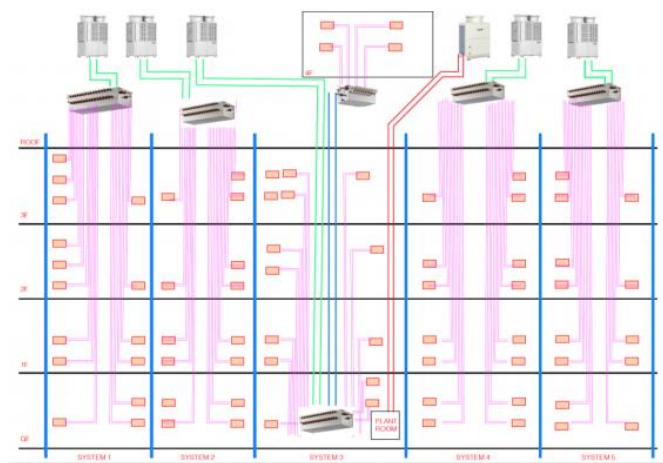 4F
ROOF
3F
2F
1F
PLANT
ROOM
GF
SYSTEM 1
SYSTEM 2
SYSTEM 3
SYSTEM 4
SYSTEM 5